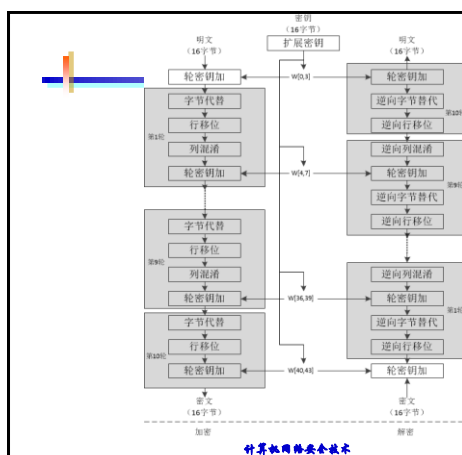 密钥
（16字节）
扩展密钥
明文
（16字节）
轮密钥加
字节代替
行移位
列混淆
轮密钥加
第1轮
字节代替
行移位
列混淆
轮密钥加
第9轮
字节代替
行移位
轮密钥加
第10轮
密文
（16字节）
加密
W[0,3]
W[4,7]
W[36,39]
W[40,43]
明文
（16字节）
轮密钥加
逆向字节替代
逆向行移位
第10轮
逆向列混淆
轮密钥加
逆向字节替代
逆向行移位
第9轮
逆向列混淆
轮密钥加
逆向字节替代
逆向行移位
第1轮
轮密钥加
密文
（16字节）
解密
计算机网络安全技术